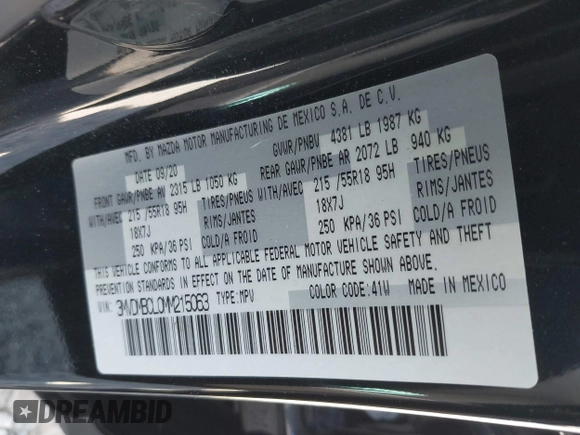 MFD. BY MAZDA MOTOR MANUFACTURING DE MEXICO S.A. DE C.V.
DATE 09/20 GVWR/PNBV 4381 LB 1987 KG
FRONT GAWR/PNBE AV 2315 LB 1050 KG REAR GAWR/PNBE AR 2072 LB 940 KG
WITH/AVEC 215 /55R18 95H TIRES/PNEUS WITH/AVEC 215 /55R18 95H TIRES/PNEUS
18X7J RIMS/JANTES 18X7J RIMS/JANTES
250 KPA/36 PSI COLD/A FROID 250 KPA/36 PSI COLD/A FROID
THIS VEHICLE CONFORMS TO ALL APPLICABLE FEDERAL MOTOR VEHICLE SAFETY AND THEFT
PREVENTION STANDARDS IN EFFECT ON THE DATE OF MANUFACTURE SHOWN ABOVE.
VIN: 3MVDMBCL0MM215063 TYPE:MPV COLOR CODE:41W MADE IN MEXICO
DREAMBID